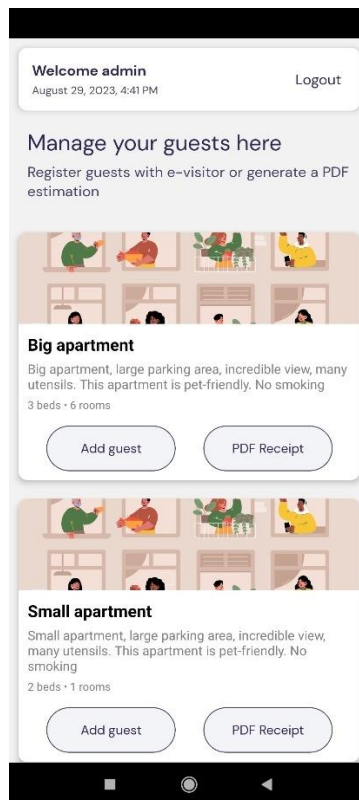 Welcome admin
August 29, 2023, 4:41 PM
Logout
Manage your guests here
Register guests with e-visitor or generate a PDF
estimation
Big apartment
Big apartment, large parking area, incredible view, many
utensils. This apartment is pet-friendly. No smoking
3 beds • 6 rooms
Add guest
PDF Receipt
Small apartment
Small apartment, large parking area, incredible view,
many utensils. This apartment is pet-friendly. No
smoking
2 beds • 1 rooms
Add guest
PDF Receipt